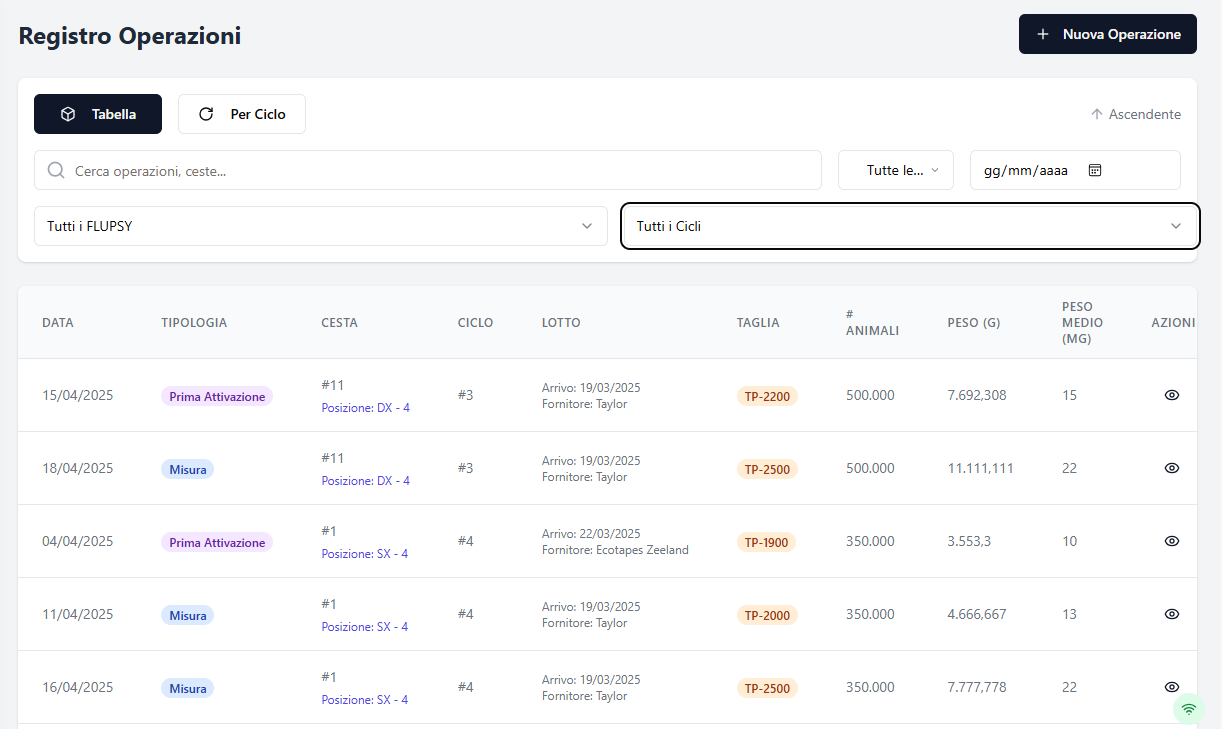 Registro Operazioni
Nuova Operazione
Tabella
Per Ciclo
Ascendente
Cerca operazioni, ceste...
Tutte le...
gg/mm/aaaa
Tutti i FLUPSY
Tutti i Cicli
DATA TIPOLOGIA CESTA CICLO LOTTO TAGLIA # ANIMALI PESO (G) PESO MEDIO (MG) AZIONI
15/04/2025 Prima Attivazione #11 #3 Arrivo: 19/03/2025 TP-2200 500.000 7.692,308 15
Posizione: DX - 4 Fornitore: Taylor
18/04/2025 Misura #11 #3 Arrivo: 19/03/2025 TP-2500 500.000 11.111,111 22
Posizione: DX - 4 Fornitore: Taylor
04/04/2025 Prima Attivazione #1 #4 Arrivo: 22/03/2025 TP-1900 350.000 3.553,3 10
Posizione: SX - 4 Fornitore: Ecotapes Zeeland
11/04/2025 Misura #1 #4 Arrivo: 19/03/2025 TP-2000 350.000 4.666,667 13
Posizione: SX - 4 Fornitore: Taylor
16/04/2025 Misura #1 #4 Arrivo: 19/03/2025 TP-2500 350.000 7.777,778 22
Posizione: SX - 4 Fornitore: Taylor